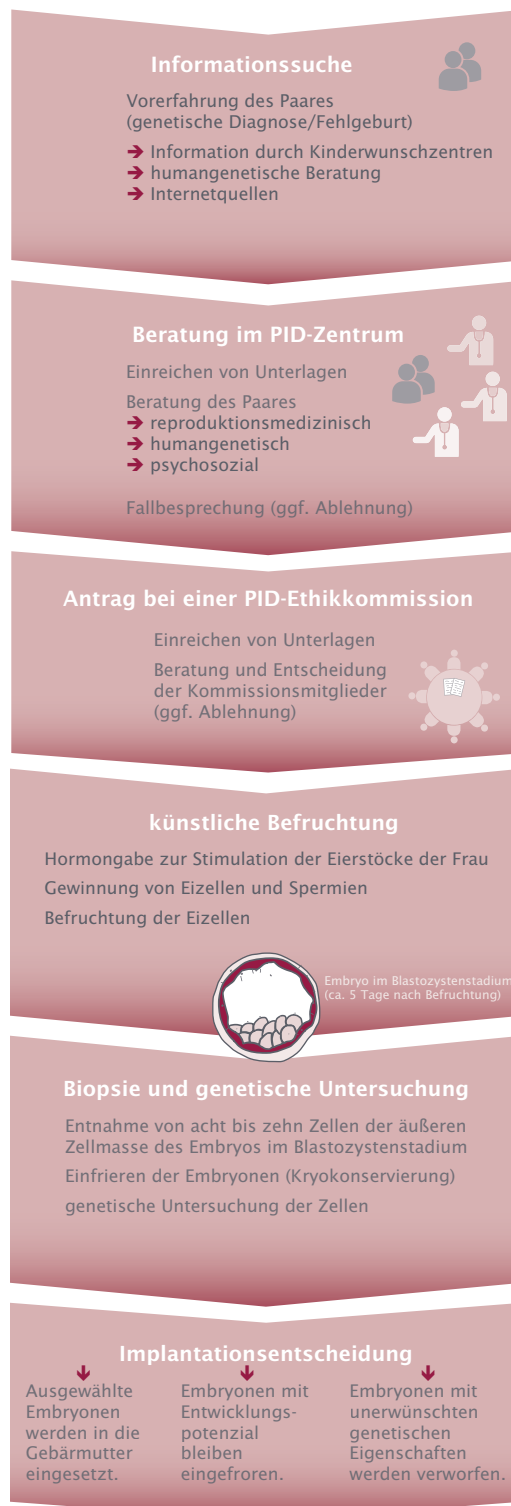 Informationssuche
Vorerfahrung des Paares
(genetische Diagnose/Fehlgeburt)
➔ Information durch Kinderwunschzentren
➔ humangenetische Beratung
➔ Internetquellen
Beratung im PID-Zentrum
Einreichen von Unterlagen
Beratung des Paares
➔ reproduktionsmedizinisch
➔ humangenetisch
➔ psychosozial
Fallbesprechung (ggf. Ablehnung)
Antrag bei einer PID-Ethikkommission
Einreichen von Unterlagen
Beratung und Entscheidung
der Kommissionsmitglieder
(ggf. Ablehnung)
künstliche Befruchtung
Hormongabe zur Stimulation der Eierstöcke der Frau
Gewinnung von Eizellen und Spermien
Befruchtung der Eizellen
Embryo im Blastozystenstadium
(ca. 5 Tage nach Befruchtung)
Biopsie und genetische Untersuchung
Entnahme von acht bis zehn Zellen der äußeren
Zellmasse des Embryos im Blastozystenstadium
Einfrieren der Embryonen (Kryokonservierung)
genetische Untersuchung der Zellen
Implantationsentscheidung
Ausgewählte
Embryonen
werden in die
Gebärmutter
eingesetzt.
Embryonen mit
Entwicklungs-
potenzial
bleiben
eingefroren.
Embryonen mit
unerwünschten
genetischen
Eigenschaften
werden verworfen.